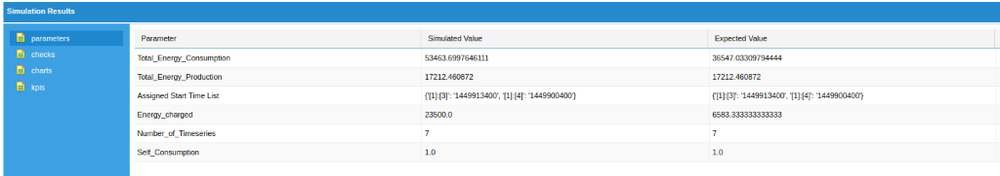 Simulation Results
parameters
checks
charts
kpis
Parameter Simulated Value Expected Value
Total_Energy_Consumption 53463.6997646111 36547.03309794444
Total_Energy_Production 17212.460872 17212.460872
Assigned Start Time List {'[1]:[3]': '1449913400', '[1]:[4]': '1449900400'} {'[1]:[3]': '1449913400', '[1]:[4]': '1449900400'}
Energy_charged 23500.0 6583.333333333333
Number_of_Timeseries 7 7
Self_Consumption 1.0 1.0